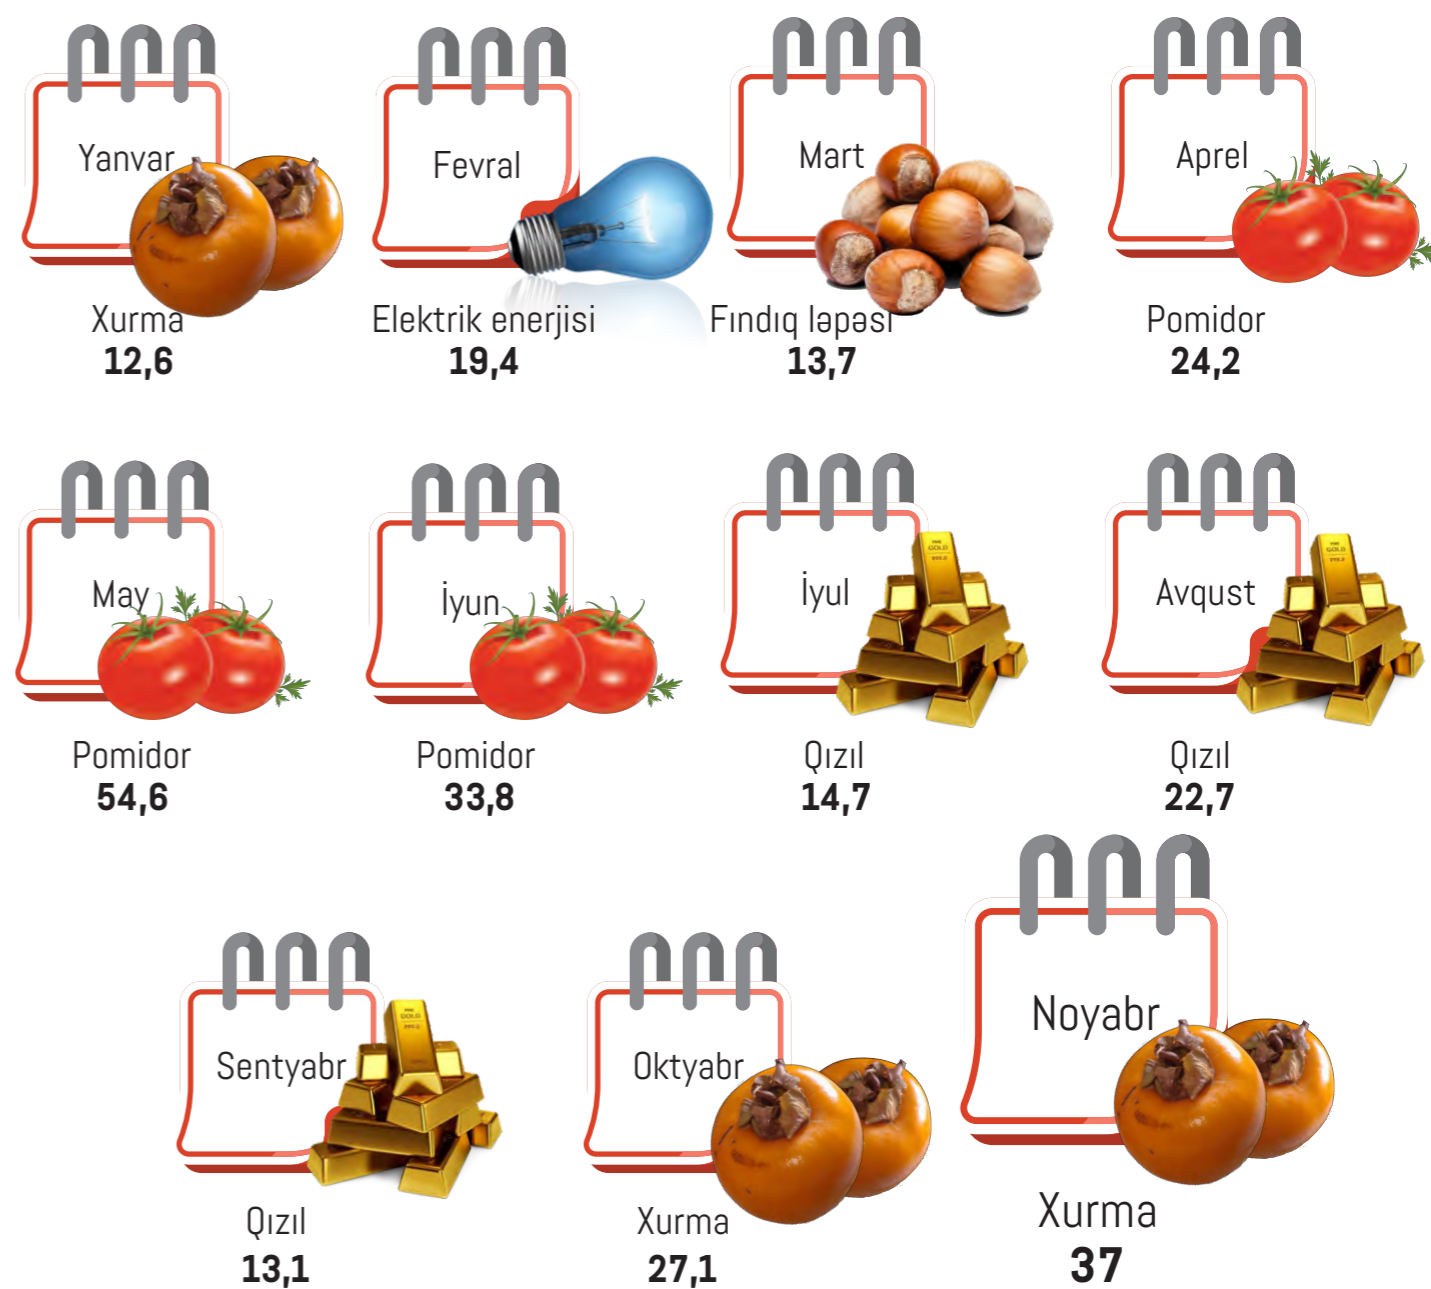 Yanvar
Xurma
12,6
Fevral
Elektrik enerjisi
19,4
Mart
Fındıq ləpəsi
13,7
Aprel
Pomidor
24,2
May
Pomidor
54,6
İyun
Pomidor
33,8
İyul
Qızıl
14,7
Avqust
Qızıl
22,7
Sentyabr
Qızıl
13,1
Oktyabr
Xurma
27,1
Noyabr
Xurma
37